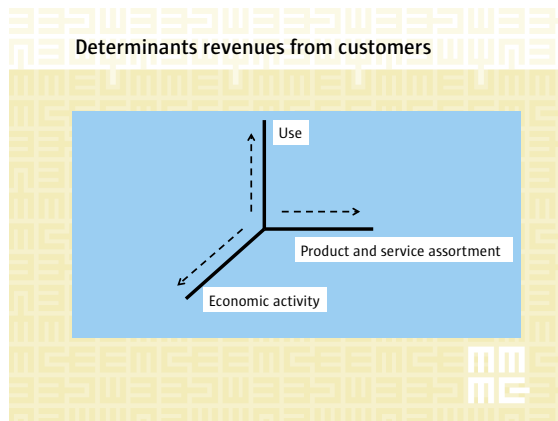 Determinants revenues from customers
Use
Product and service assortment
Economic activity